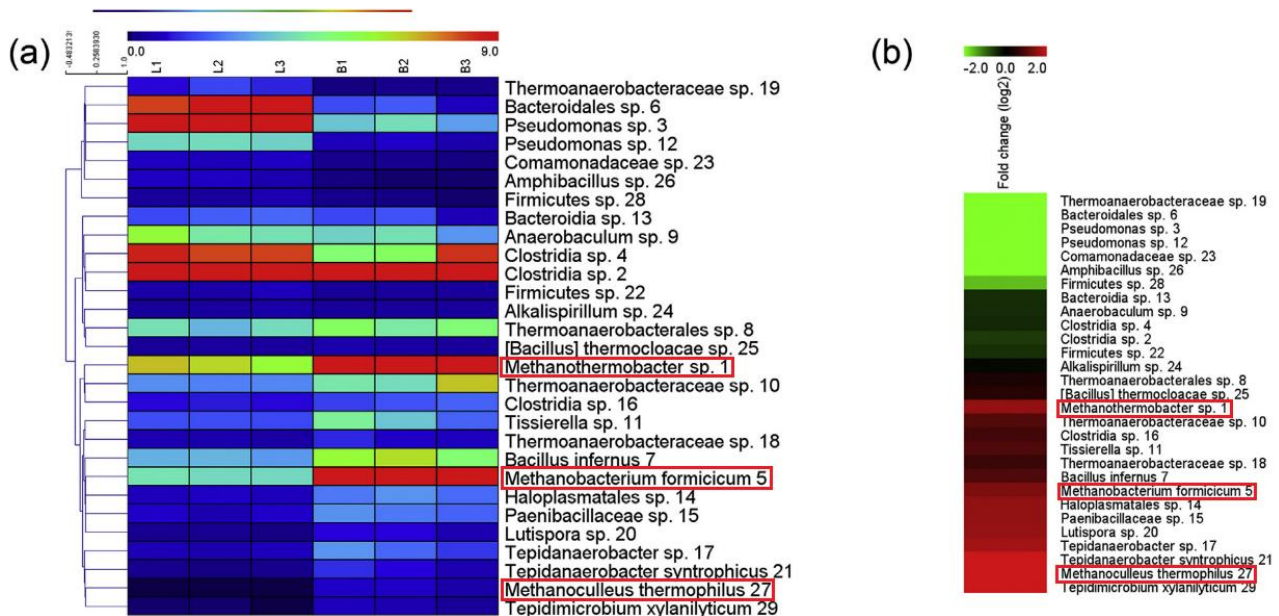 (a)
-0.4832131
0.2583930
1.0
0.0 9.0
L1 L2 L3 B1 B2 B3
Thermoanaerobacteraceae sp. 19
Bacteroidales sp. 6
Pseudomonas sp. 3
Pseudomonas sp. 12
Comamonadaceae sp. 23
Amphibacillus sp. 26
Firmicutes sp. 28
Bacteroidia sp. 13
Anaerobaculum sp. 9
Clostridia sp. 4
Clostridia sp. 2
Firmicutes sp. 22
Alkalispirillum sp. 24
Thermoanaerobacterales sp. 8
[Bacillus] thermocloacae sp. 25
Methanothermobacter sp. 1
Thermoanaerobacteraceae sp. 10
Clostridia sp. 16
Tissierella sp. 11
Thermoanaerobacteraceae sp. 18
Bacillus infernus 7
Methanobacterium formicicum 5
Haloplasmatales sp. 14
Paenibacillaceae sp. 15
Lutispora sp. 20
Tepidanaerobacter sp. 17
Tepidanaerobacter syntrophicus 21
Methanoculleus thermophilus 27
Tepidimicrobium xylanilyticum 29
(b)
-2.0 0.0 2.0
Fold change (log2)
Thermoanaerobacteraceae sp. 19
Bacteroidales sp. 6
Pseudomonas sp. 3
Pseudomonas sp. 12
Comamonadaceae sp. 23
Amphibacillus sp. 26
Firmicutes sp. 28
Bacteroidia sp. 13
Anaerobaculum sp. 9
Clostridia sp. 4
Clostridia sp. 2
Firmicutes sp. 22
Alkalispirillum sp. 24
Thermoanaerobacterales sp. 8
[Bacillus] thermocloacae sp. 25
Methanothermobacter sp. 1
Thermoanaerobacteraceae sp. 10
Clostridia sp. 16
Tissierella sp. 11
Thermoanaerobacteraceae sp. 18
Bacillus infernus 7
Methanobacterium formicicum 5
Haloplasmatales sp. 14
Paenibacillaceae sp. 15
Lutispora sp. 20
Tepidanaerobacter sp. 17
Tepidanaerobacter syntrophicus 21
Methanoculleus thermophilus 27
Tepidimicrobium xylanilyticum 29